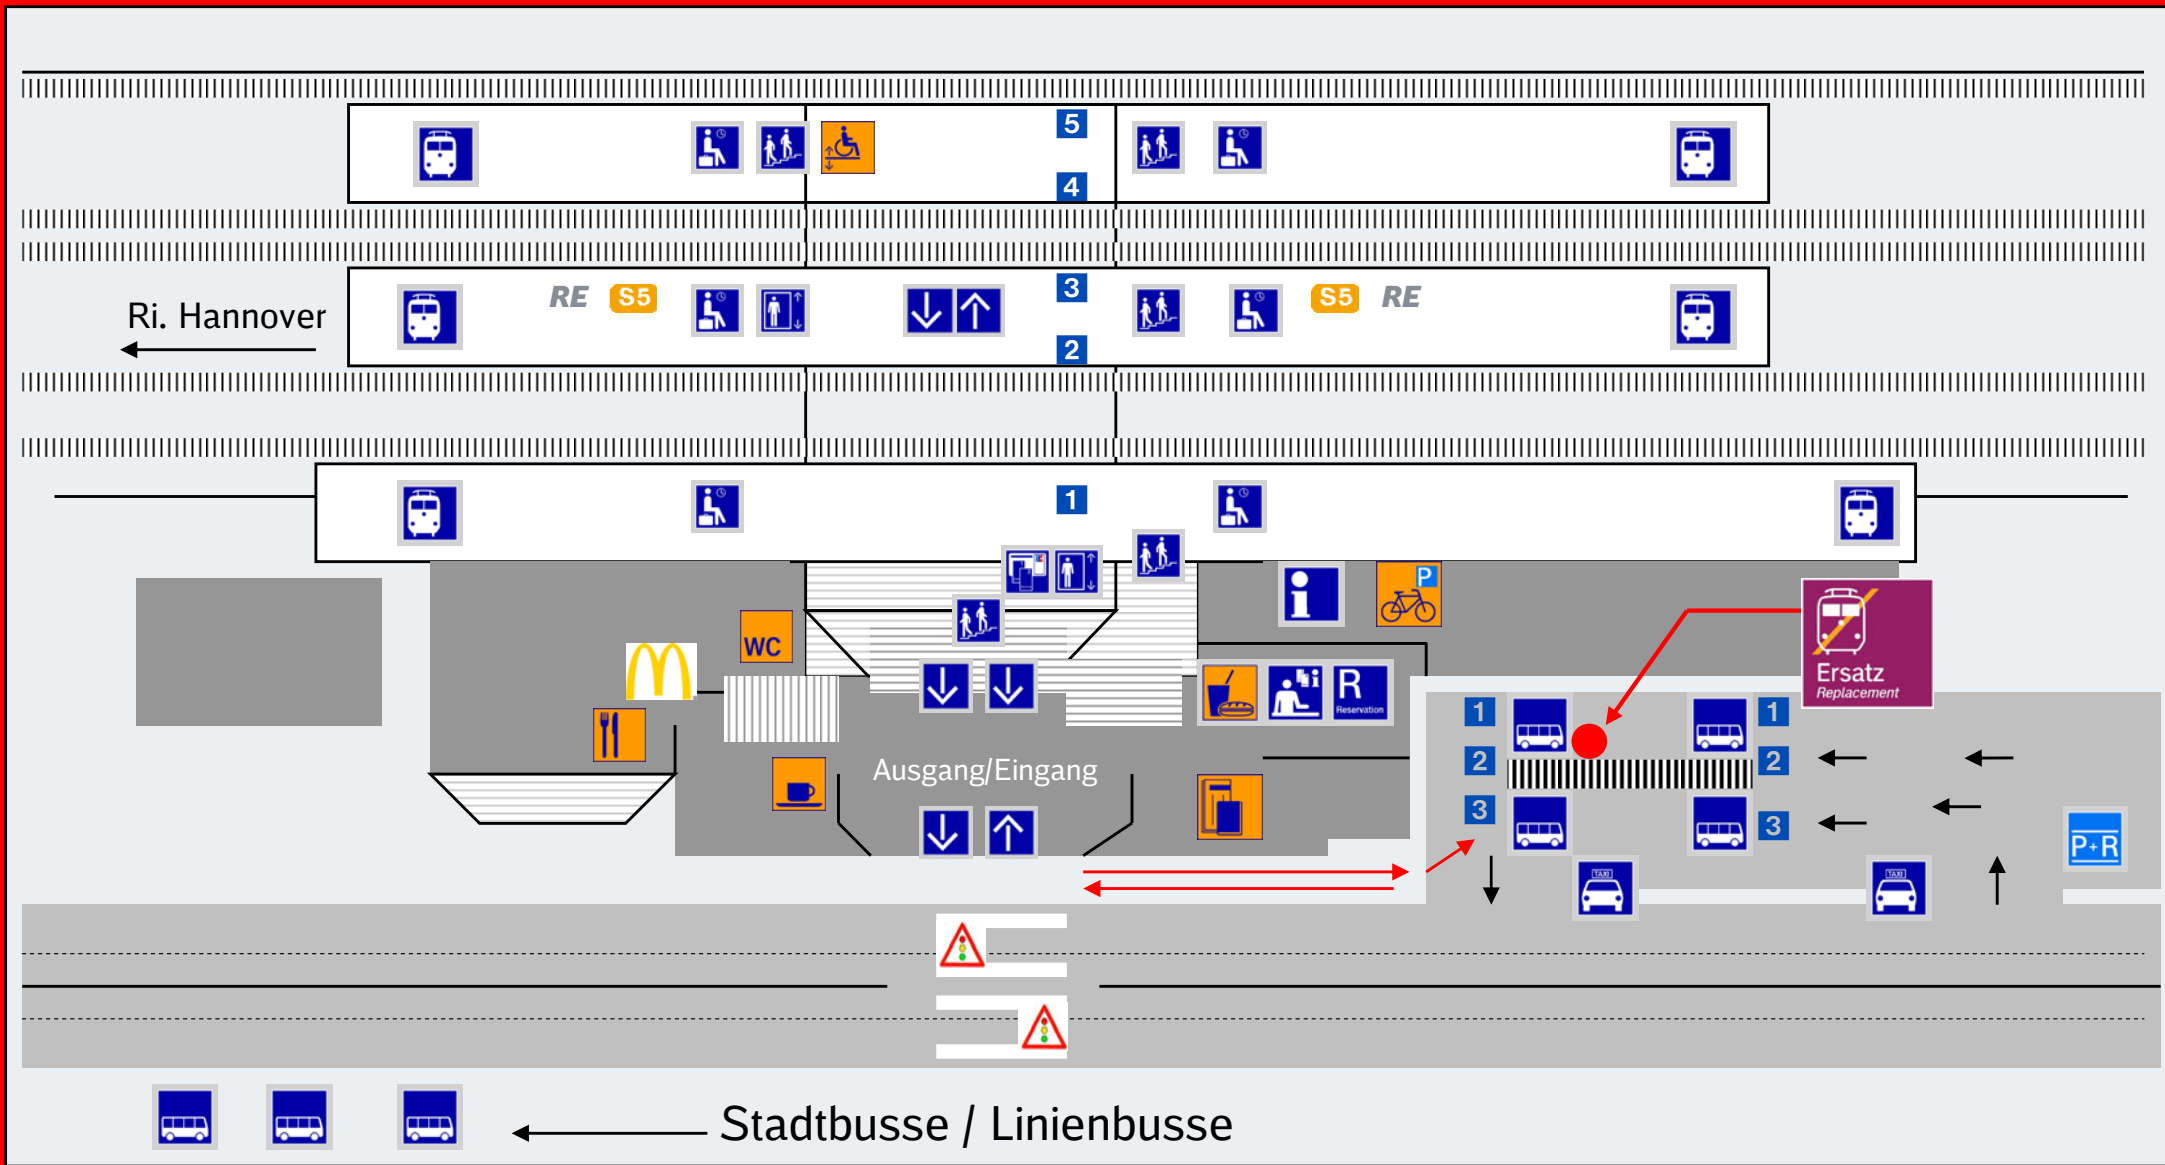 5
4
Ri. Hannover
RE S5
3
S5 RE
2
1
P
WC
i
R
Reservation
Ersatz
Replacement
1
1
2
2
3
3
Ausgang/Eingang
TAXI
TAXI
P+R
Stadtbusse / Linienbusse